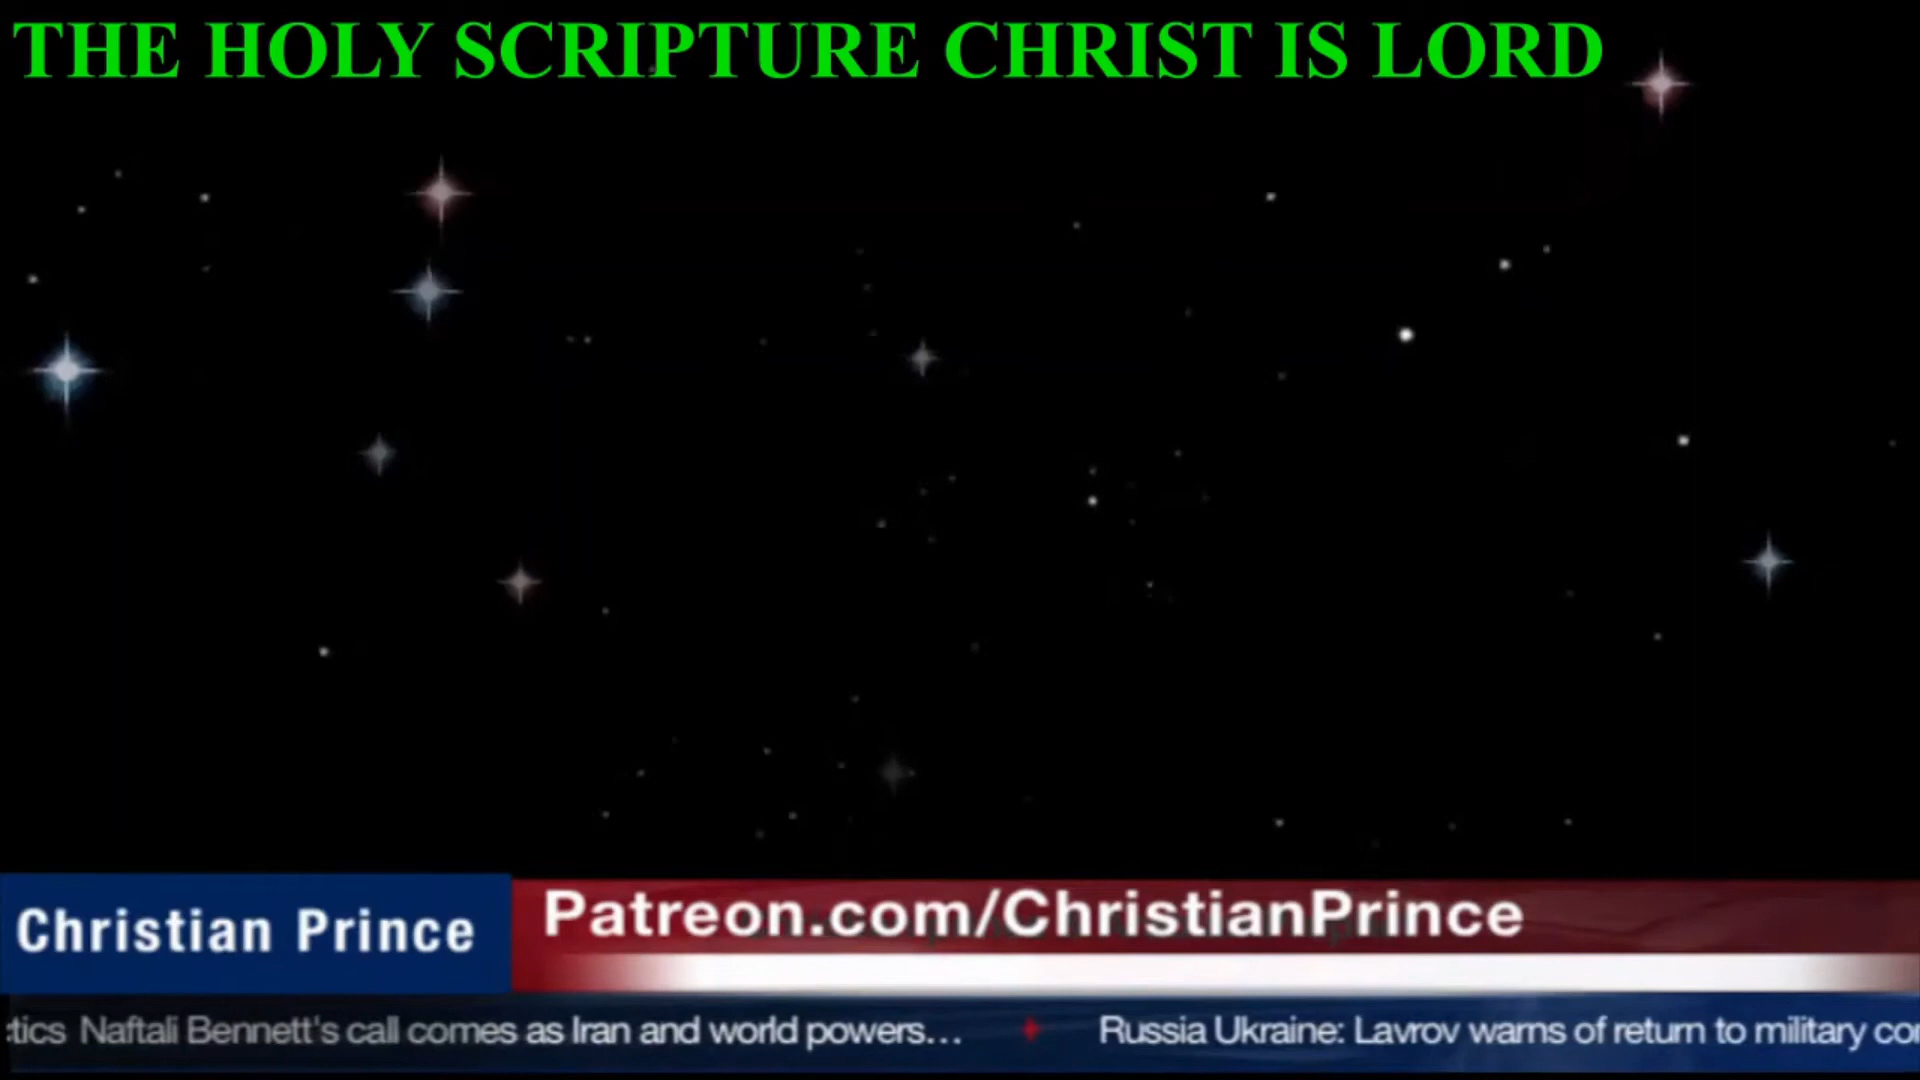 THE HOLY SCRIPTURE CHRIST IS LORD
Christian Prince
Patreon.com/ChristianPrince
Naftali Bennett's call comes as Iran and world powers... Russia Ukraine: Lavrov warns of return to military